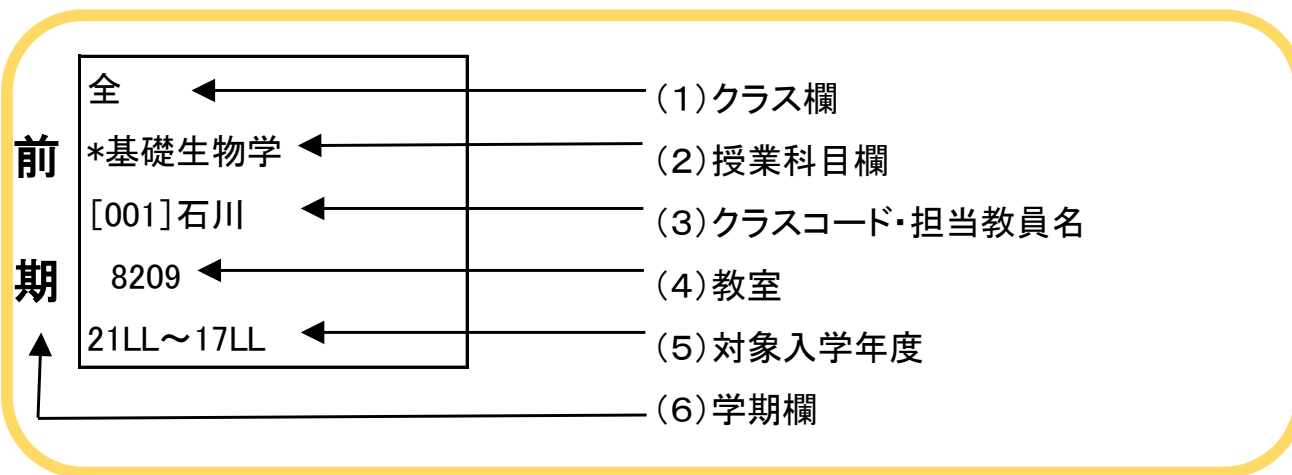 前期
全
*基礎生物学
[001]石川
8209
21LL～17LL
(1)クラス欄
(2)授業科目欄
(3)クラスコード・担当教員名
(4)教室
(5)対象入学年度
(6)学期欄